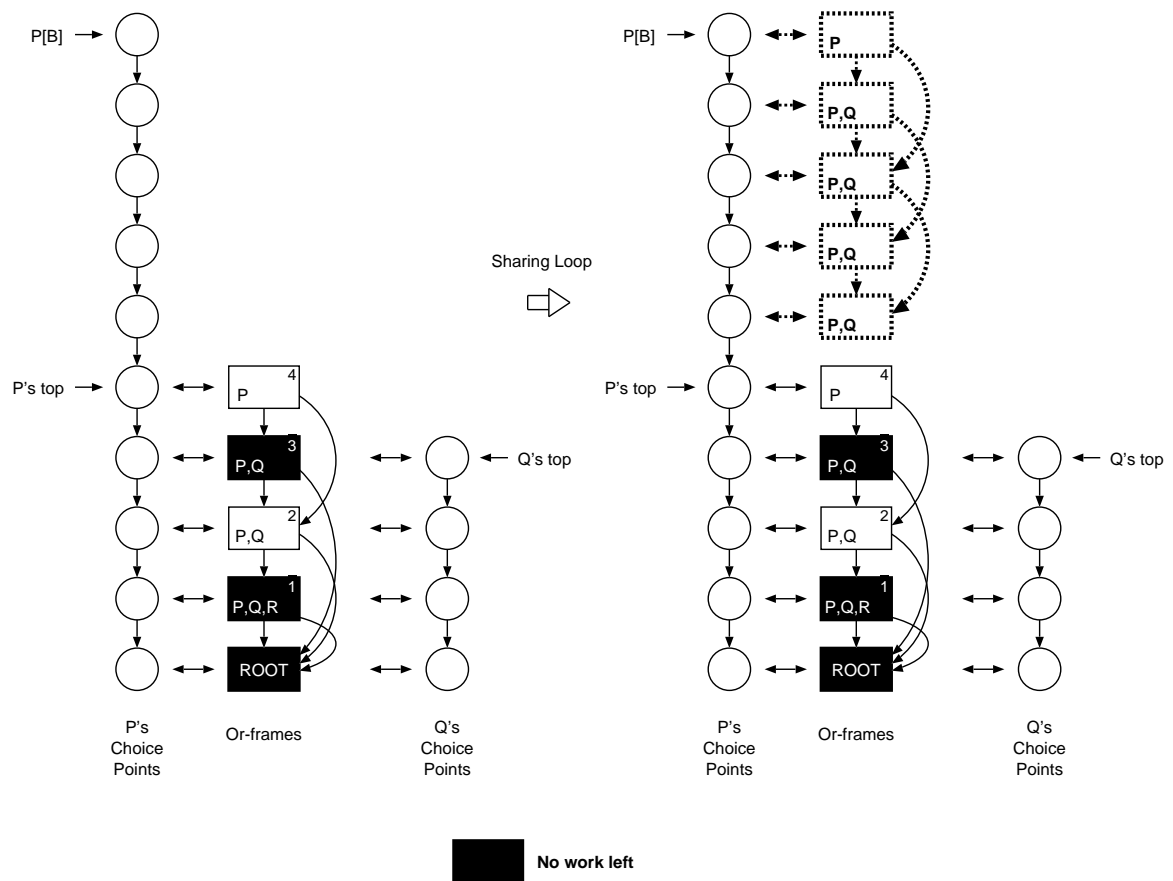 P[B]
P's top
4
P
3
P,Q
Q's top
2
P,Q
1
P,Q,R
ROOT
P's
Choice
Points
Or-frames
Q's
Choice
Points
Sharing Loop
P[B]
P
P,Q
P,Q
P,Q
P,Q
P's top
4
P
3
P,Q
Q's top
2
P,Q
1
P,Q,R
ROOT
P's
Choice
Points
Or-frames
Q's
Choice
Points
No work left